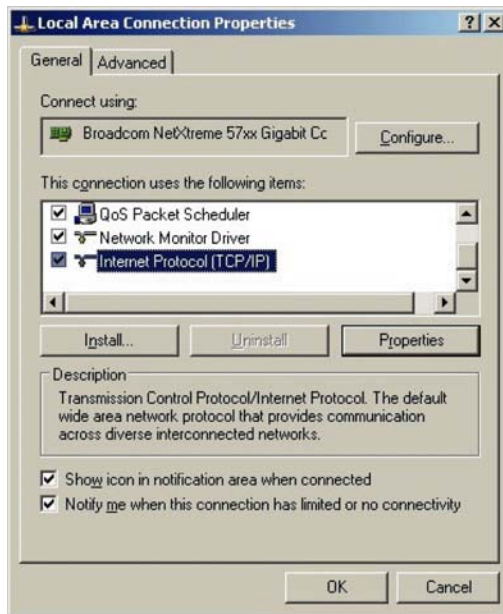 Local Area Connection Properties
General
Advanced
Connect using:
Broadcom NetXtreme 57xx Gigabit Cc
Configure...
This connection uses the following items:
QoS Packet Scheduler
Network Monitor Driver
Internet Protocol (TCP/IP)
Install...
Uninstall
Properties
Description
Transmission Control Protocol/Internet Protocol. The default
wide area network protocol that provides communication
across diverse interconnected networks.
Show icon in notification area when connected
Notify me when this connection has limited or no connectivity
OK
Cancel